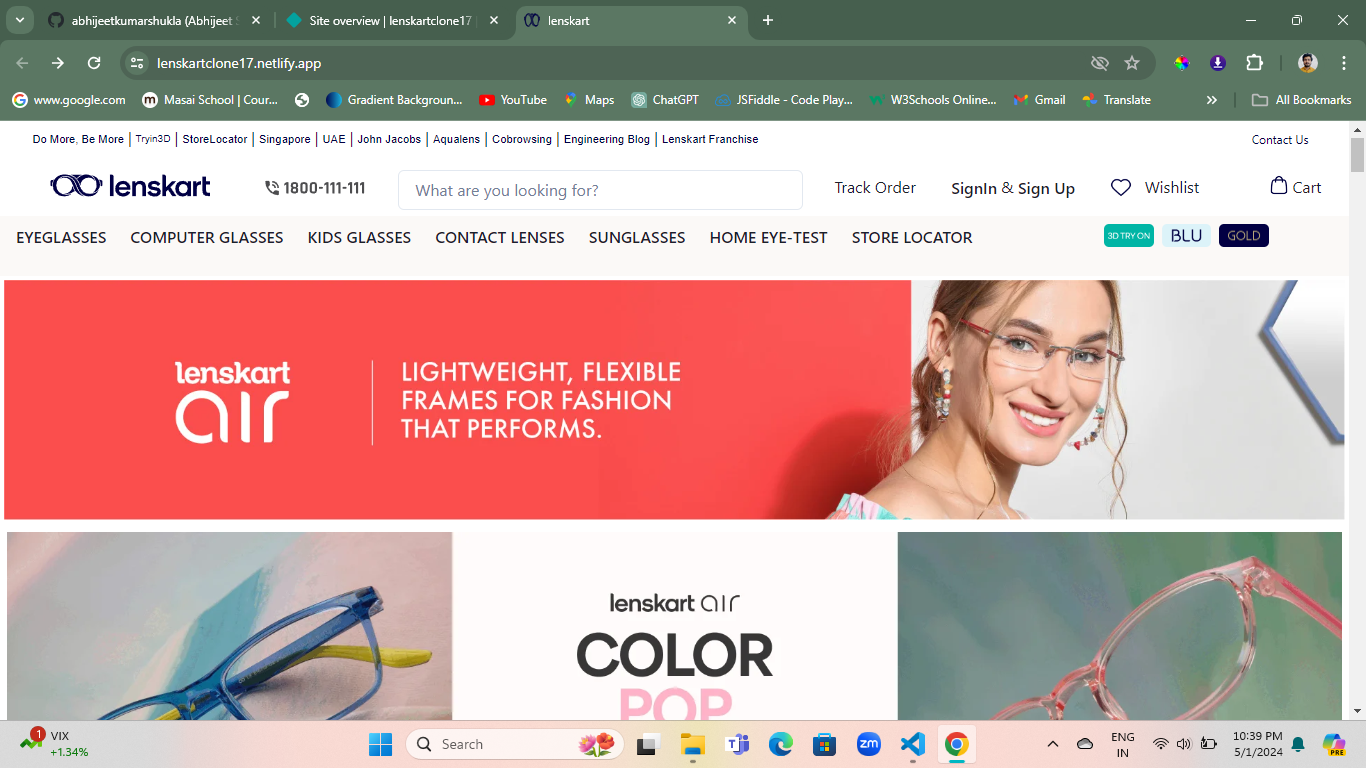 abhijeetkumarshukla (Abhijeet S
Site overview | lenskartclone17
lenskart
lenskartclone17.netlify.app
www.google.com
Masai School | Cour...
Gradient Backgroun...
YouTube
Maps
ChatGPT
JSFiddle - Code Play...
W3Schools Online...
Gmail
Translate
All Bookmarks
Do More, Be More | Tryin3D | StoreLocator | Singapore | UAE | John Jacobs | Aqualens | Cobrowsing | Engineering Blog | Lenskart Franchise
Contact Us
lenskart
1800-111-111
What are you looking for?
Track Order
SignIn & Sign Up
Wishlist
Cart
EYEGLASSES
COMPUTER GLASSES
KIDS GLASSES
CONTACT LENSES
SUNGLASSES
HOME EYE-TEST
STORE LOCATOR
3D TRY ON
BLU
GOLD
lenskart
air
LIGHTWEIGHT, FLEXIBLE
FRAMES FOR FASHION
THAT PERFORMS.
lenskart air
COLOR
POP
1
VIX
+1.34%
Search
zm
ENG
IN
10:39 PM
5/1/2024
PRE